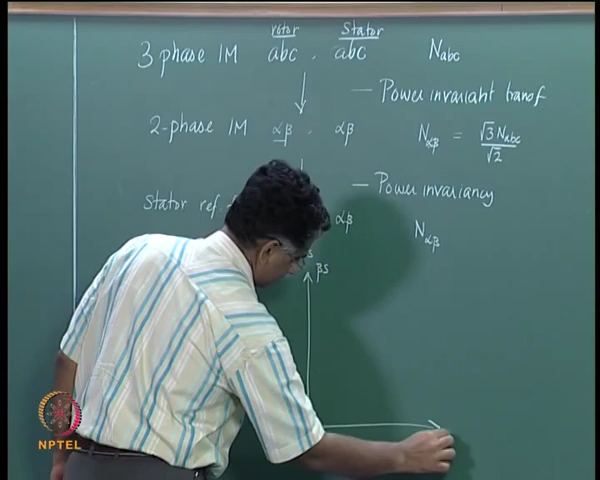 rotor Stator
3 phase IM abc . abc Nabc
— Power invariant transf
2-phase IM αβ . αβ Nαβ = √3 Nabc / √2
— Power invariancy
Stator ref. αβ Nαβ
s
βs
NPTEL